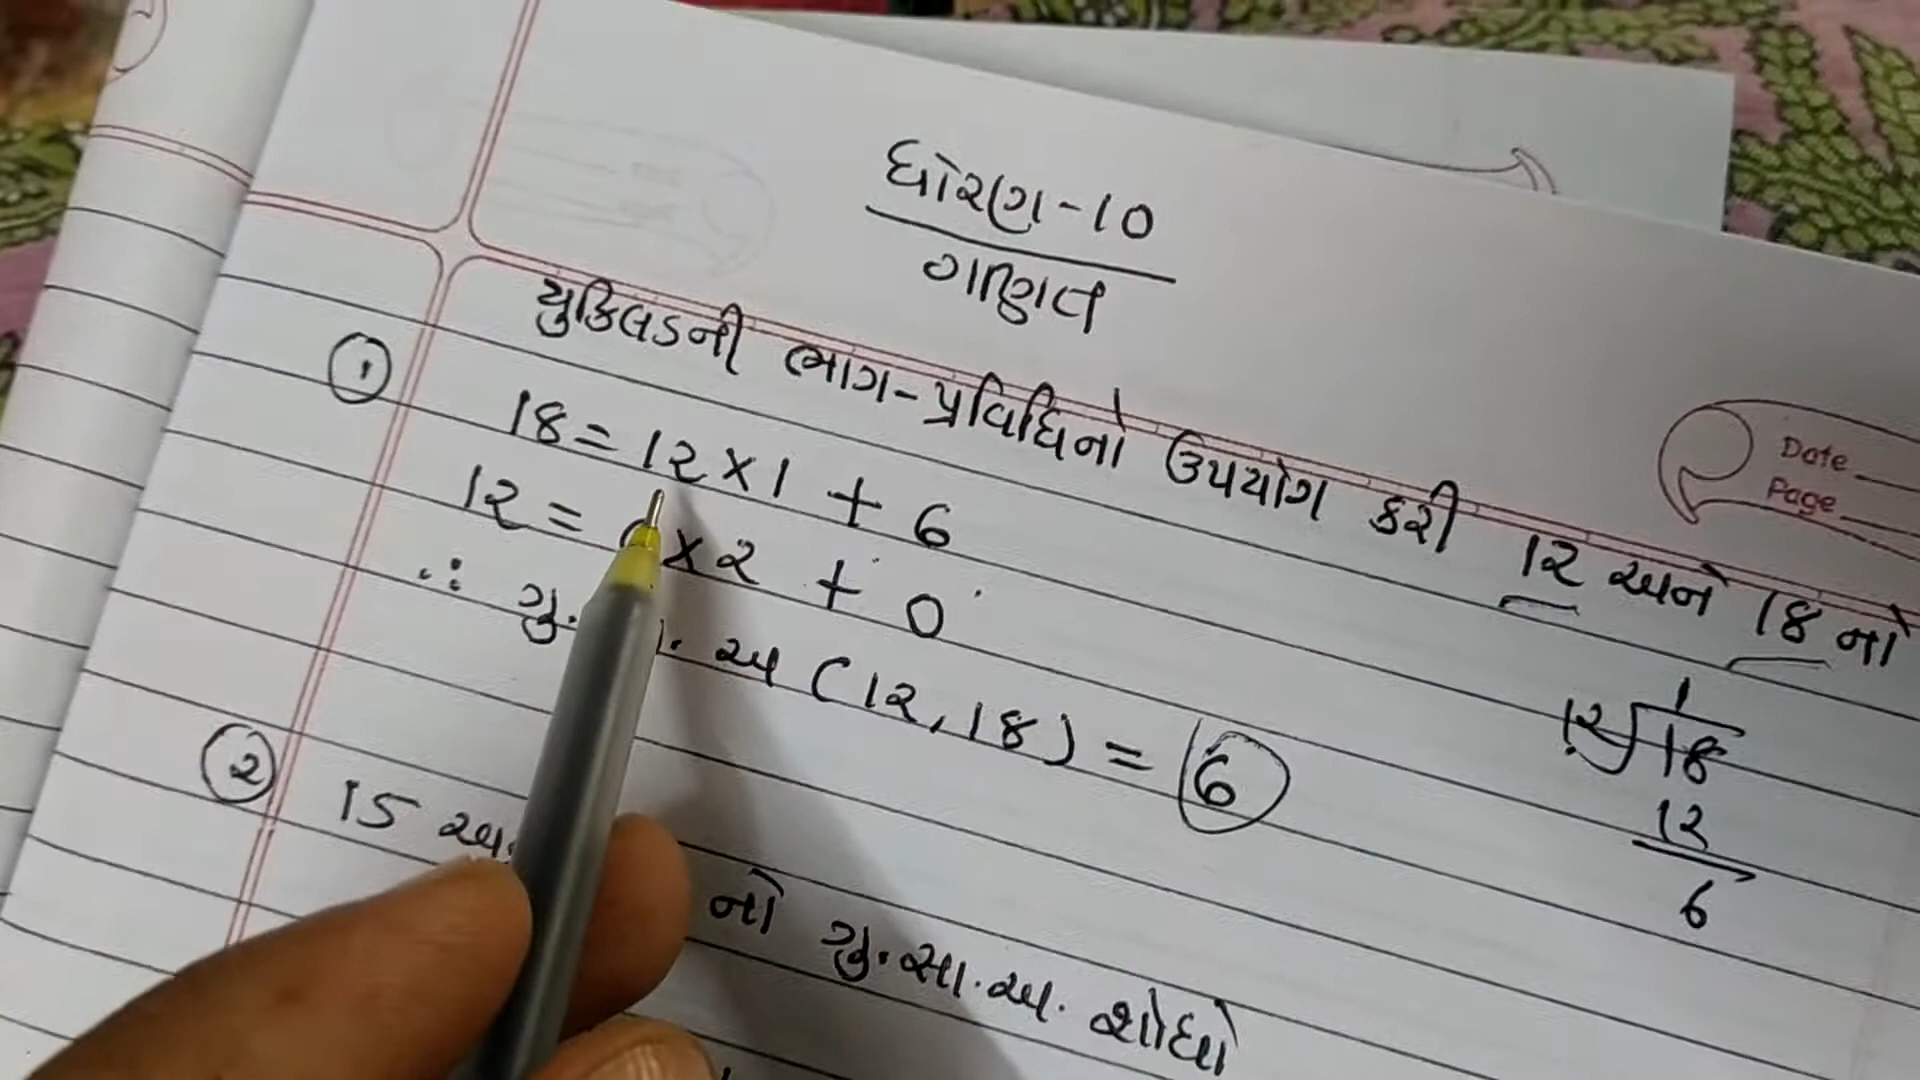 ધોરણ-10
ગણિત
① યુકિલડની ભાગ-પ્રવિધિનો ઉપયોગ કરી 12 અને 18 નો
18 = 12 × 1 + 6
12 = × 2 + 0
∴ ગુ. અ (12, 18) = 6
② 15 નો ગુ.સા.અ. શોધો
1
12 18
12
6
Date
Page